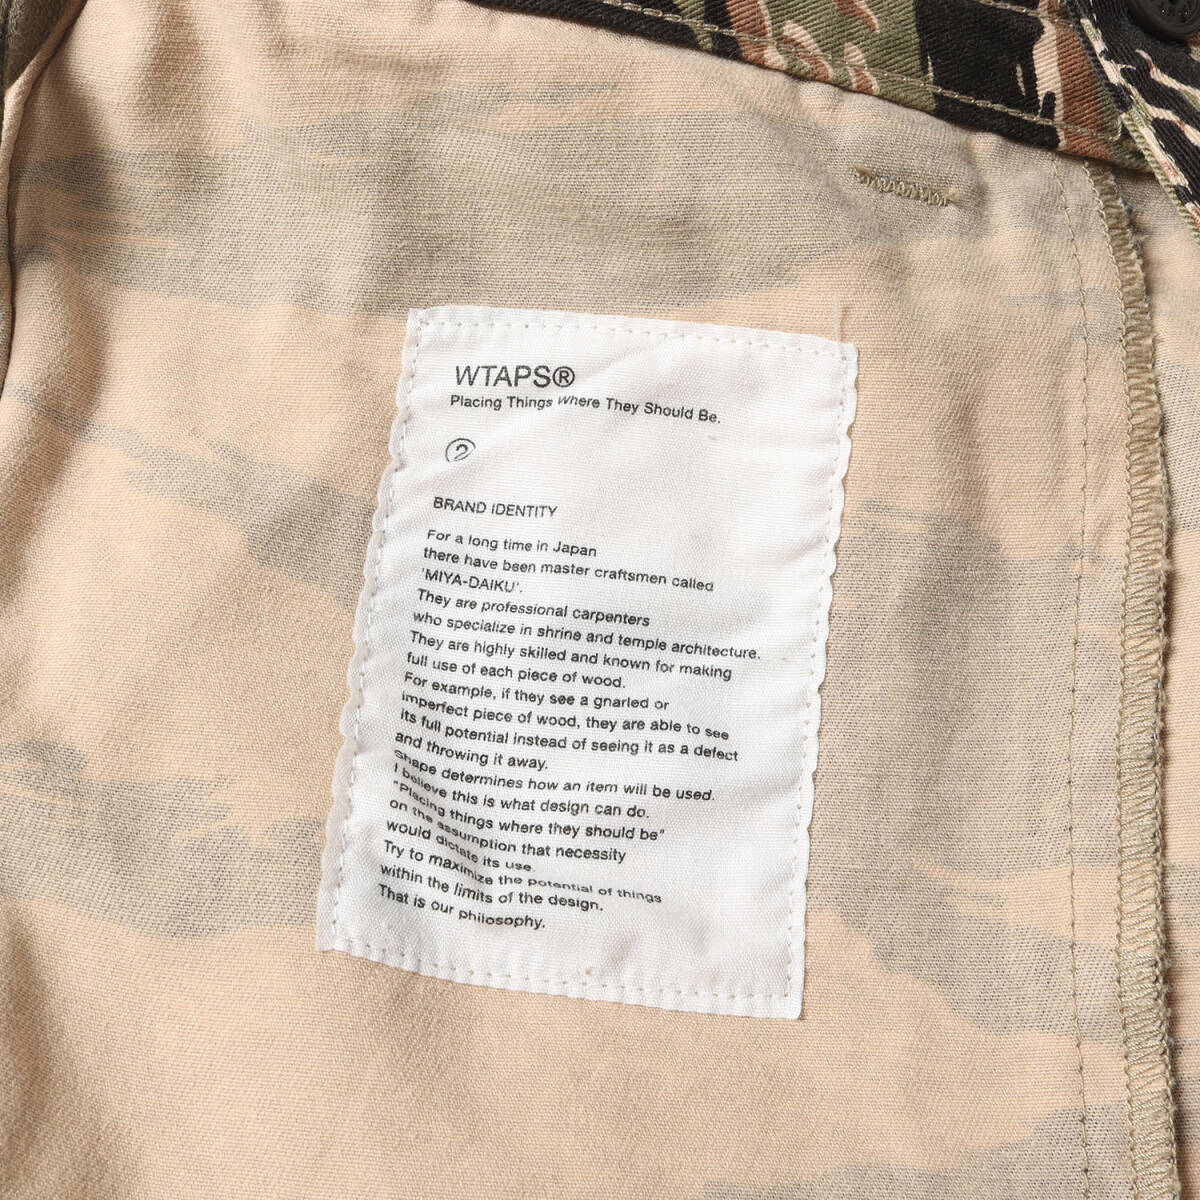 WTAPS®
Placing Things Where They Should Be.
2
BRAND IDENTITY
For a long time in Japan
there have been master craftsmen called
'MIYA-DAIKU'.
They are professional carpenters
who specialize in shrine and temple architecture.
They are highly skilled and known for making
full use of each piece of wood.
For example, if they see a gnarled or
imperfect piece of wood, they are able to see
its full potential instead of seeing it as a defect
and throwing it away.
Shape determines how an item will be used.
I believe this is what design can do.
"Placing things where they should be"
on the assumption that necessity
would dictate its use.
Try to maximize the potential of things
within the limits of the design.
That is our philosophy.